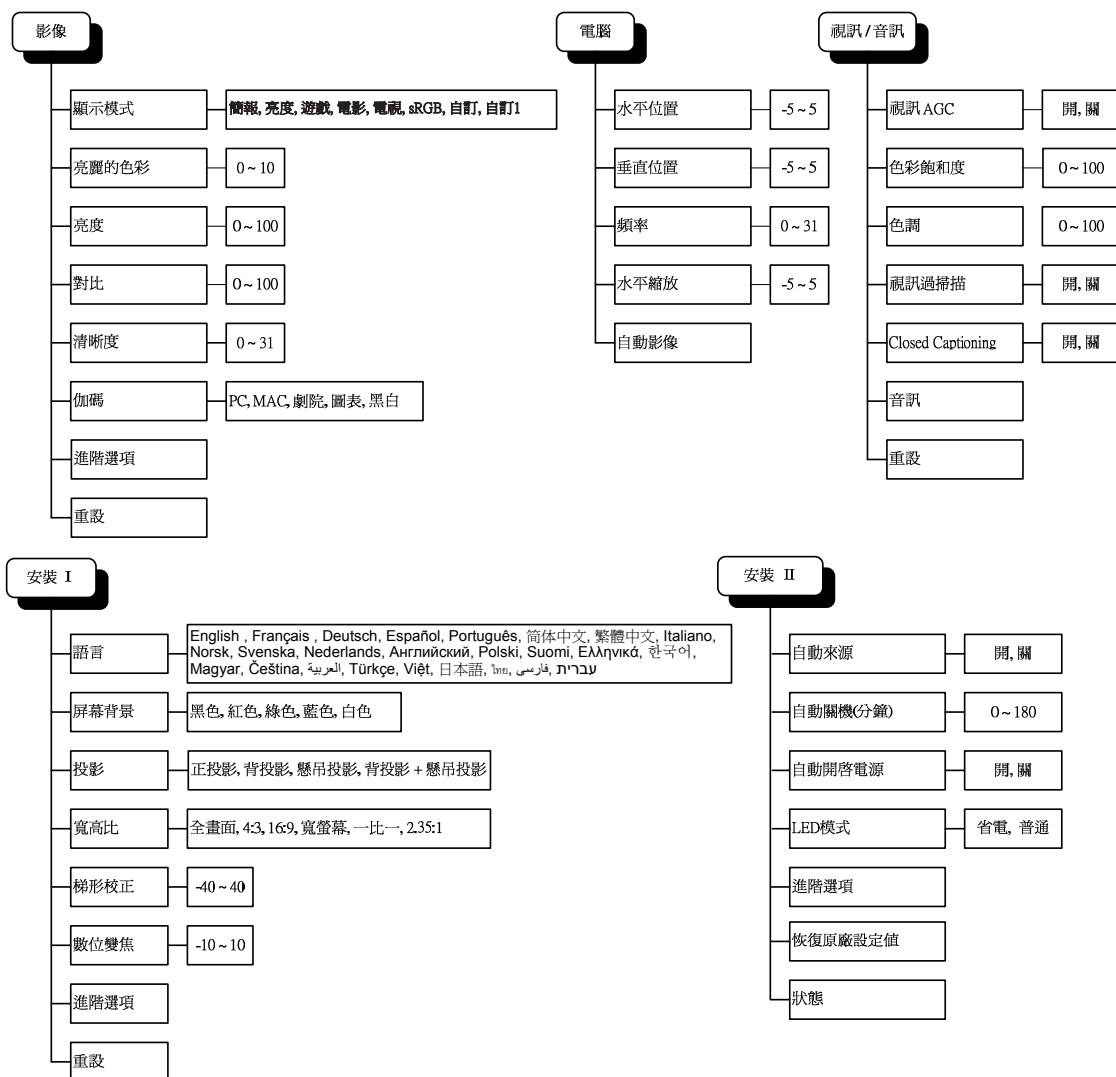 影像
顯示模式
簡報, 亮度, 遊戲, 電影, 電視, sRGB, 自訂, 自訂1
亮麗的色彩
0~10
亮度
0~100
對比
0~100
清晰度
0~31
伽碼
PC, MAC, 劇院, 圖表, 黑白
進階選項
重設
電腦
水平位置
-5~5
垂直位置
-5~5
頻率
0~31
水平縮放
-5~5
自動影像
視訊/音訊
視訊 AGC
開, 關
色彩飽和度
0~100
色調
0~100
視訊過掃描
開, 關
Closed Captioning
開, 關
音訊
重設
安裝 I
語言
English , Français , Deutsch, Español, Português, 简体中文, 繁體中文, Italiano,
Norsk, Svenska, Nederlands, Английский, Polski, Suomi, Ελληνικά, 한국어,
Magyar, Čeština, العربية, Türkçe, Việt, 日本語, ไทย, فارسی, עברית
屏幕背景
黑色, 紅色, 綠色, 藍色, 白色
投影
正投影, 背投影, 懸吊投影, 背投影 + 懸吊投影
寬高比
全畫面, 4:3, 16:9, 寬螢幕, 一比一, 2.35:1
梯形校正
-40~40
數位變焦
-10~10
進階選項
重設
安裝 II
自動來源
開, 關
自動關機(分鐘)
0~180
自動開啓電源
開, 關
LED模式
省電, 普通
進階選項
恢復原廠設定値
狀態